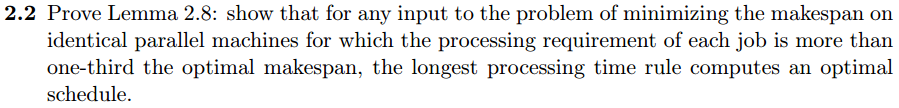 2.2 Prove Lemma 2.8: show that for any input to the problem of minimizing the makespan on
identical parallel machines for which the processing requirement of each job is more than
one-third the optimal makespan, the longest processing time rule computes an optimal
schedule.